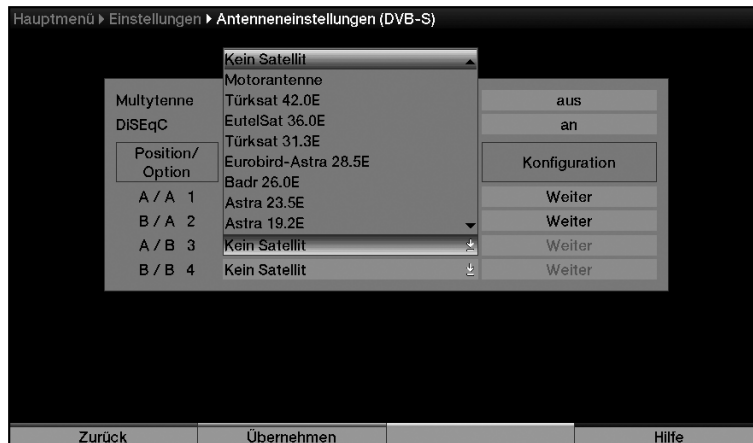 Hauptmenü ▸ Einstellungen ▸ Antenneneinstellungen (DVB-S)
Kein Satellit
Motorantenne
Türksat 42.0E
EutelSat 36.0E
Türksat 31.3E
Eurobird-Astra 28.5E
Badr 26.0E
Astra 23.5E
Astra 19.2E
Multytenne aus
DiSEqC an
Position/
Option
Konfiguration
A / A 1 Weiter
B / A 2 Weiter
A / B 3 Kein Satellit Weiter
B / B 4 Kein Satellit Weiter
Zurück Übernehmen Hilfe